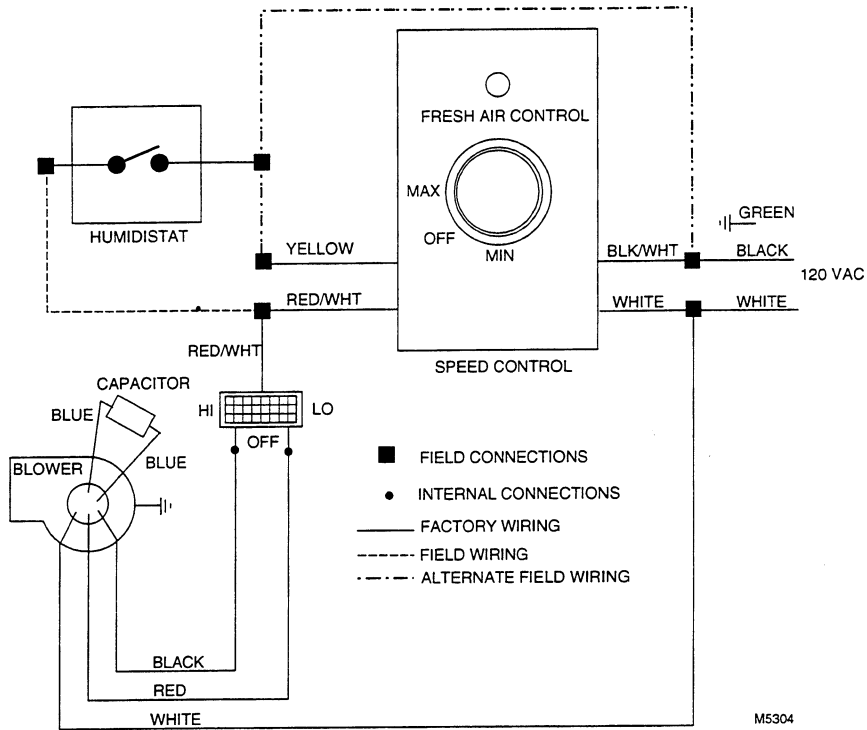 FRESH AIR CONTROL
MAX
OFF
MIN
GREEN
HUMIDISTAT
YELLOW
BLK/WHT
BLACK
120 VAC
RED/WHT
WHITE
WHITE
RED/WHT
SPEED CONTROL
CAPACITOR
HI
LO
BLUE
OFF
BLUE
BLOWER
FIELD CONNECTIONS
INTERNAL CONNECTIONS
FACTORY WIRING
FIELD WIRING
ALTERNATE FIELD WIRING
BLACK
RED
WHITE
M5304